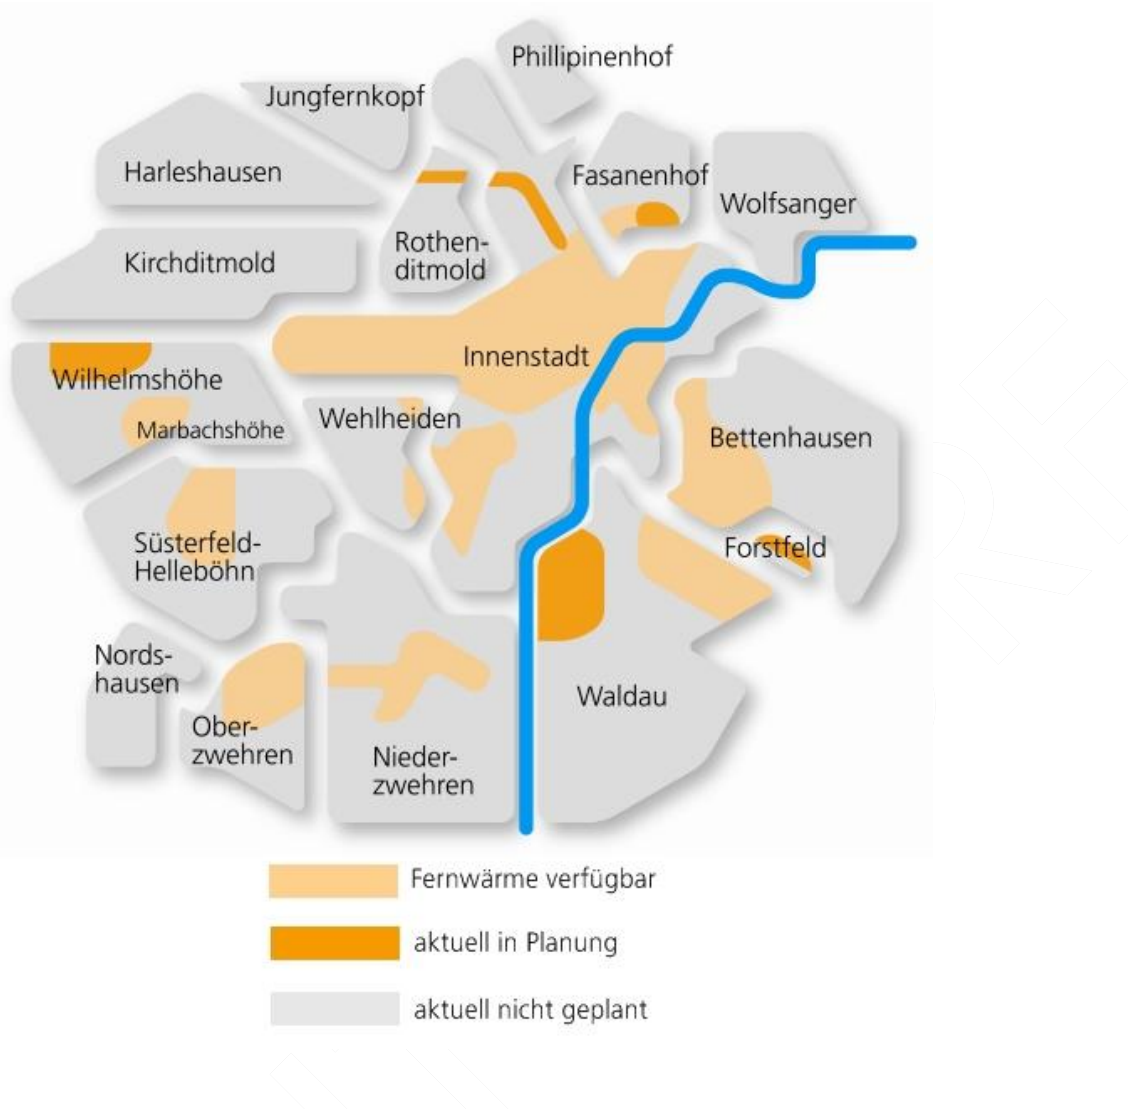 Phillipinenhof
Jungfernkopf
Harleshausen
Fasanenhof
Wolfsanger
Rothen-
ditmold
Kirchditmold
Innenstadt
Wilhelmshöhe
Marbachshöhe
Wehlheiden
Bettenhausen
Süsterfeld-
Helleböhn
Forstfeld
Nords-
hausen
Waldau
Ober-
zwehren
Nieder-
zwehren
Fernwärme verfügbar
aktuell in Planung
aktuell nicht geplant